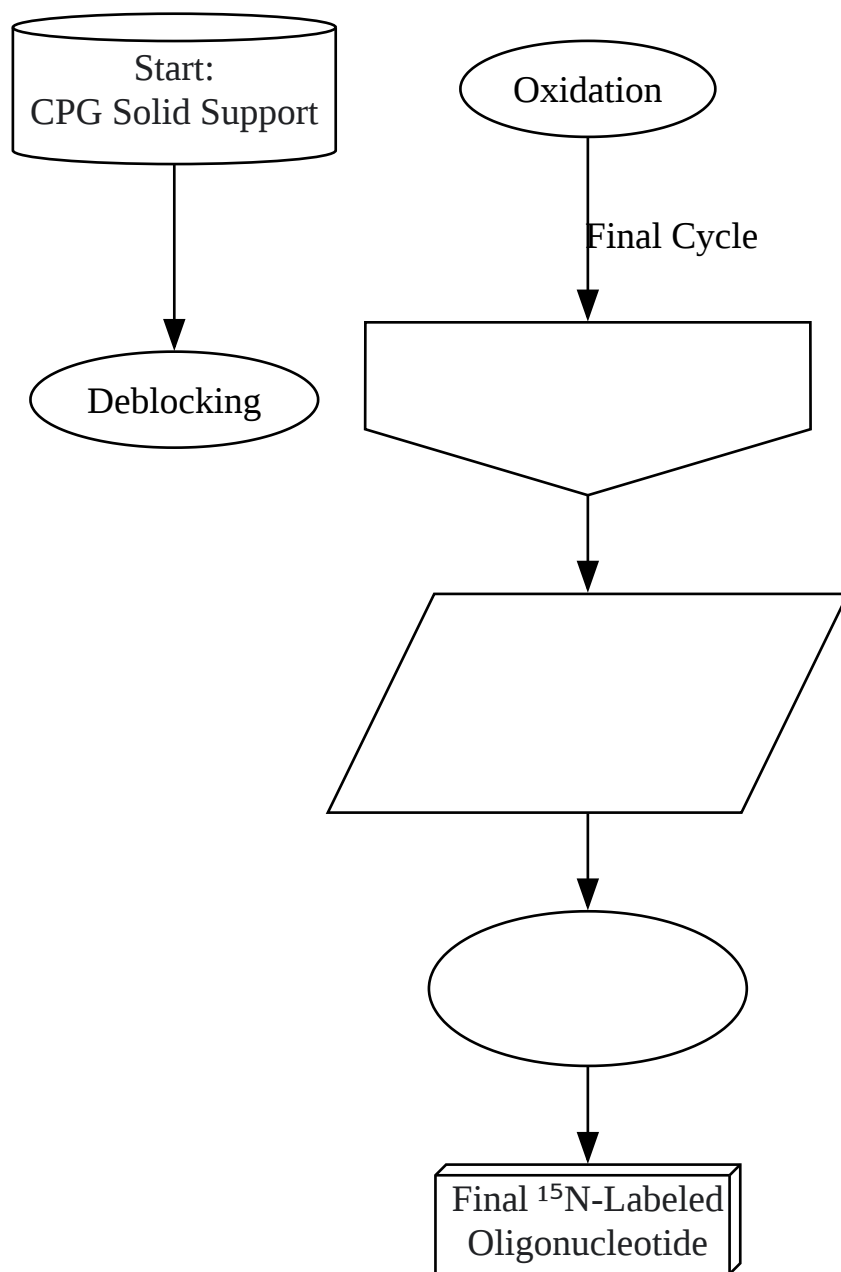 Start:
CPG Solid Support
Oxidation
Final Cycle
Deblocking
Final ¹⁵N-Labeled
Oligonucleotide